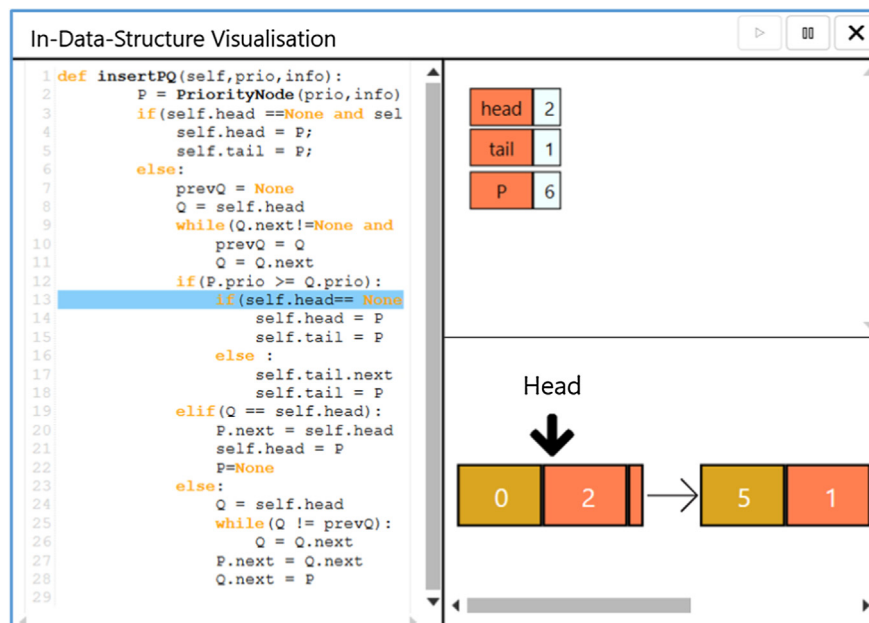 In-Data-Structure Visualisation
1 def insertPQ(self,prio,info):
2 P = PriorityNode(prio,info)
3 if(self.head ==None and sel
4 self.head = P;
5 self.tail = P;
6 else:
7 prevQ = None
8 Q = self.head
9 while(Q.next!=None and
10 prevQ = Q
11 Q = Q.next
12 if(P.prio >= Q.prio):
13 if(self.head== None
14 self.head = P
15 self.tail = P
16 else :
17 self.tail.next
18 self.tail = P
19 elif(Q == self.head):
20 P.next = self.head
21 self.head = P
22 P=None
23 else:
24 Q = self.head
25 while(Q != prevQ):
26 Q = Q.next
27 P.next = Q.next
28 Q.next = P
29
head 2
tail 1
P 6
Head
0 2 5 1